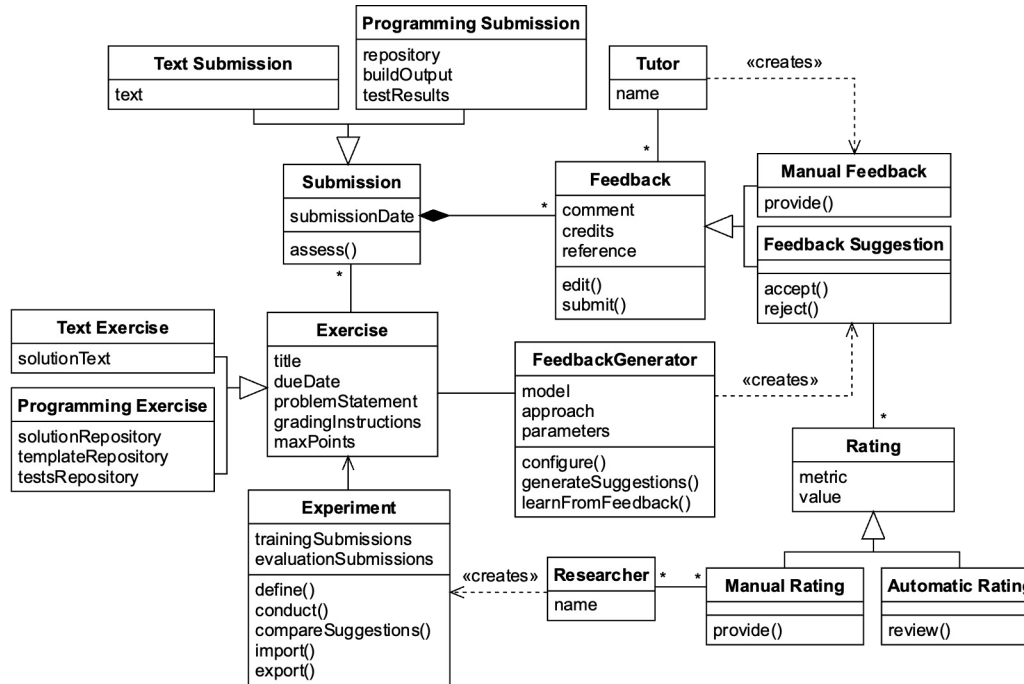 Programming Submission
repository
buildOutput
testResults
Text Submission
text
Tutor
name
«creates»
*
Submission
submissionDate
assess()
*
*
Feedback
comment
credits
reference
edit()
submit()
Manual Feedback
provide()
Feedback Suggestion
accept()
reject()
Text Exercise
solutionText
Programming Exercise
solutionRepository
templateRepository
testsRepository
Exercise
title
dueDate
problemStatement
gradingInstructions
maxPoints
FeedbackGenerator
model
approach
parameters
configure()
generateSuggestions()
learnFromFeedback()
«creates»
*
Rating
metric
value
Experiment
trainingSubmissions
evaluationSubmissions
define()
conduct()
compareSuggestions()
import()
export()
«creates»
Researcher
name
*
*
Manual Rating
provide()
Automatic Rating
review()